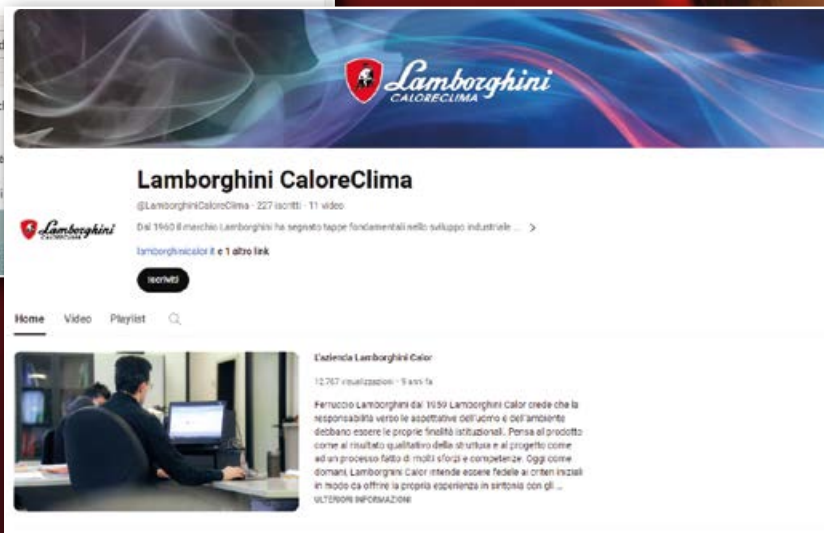 Lamborghini
CALORECLIMA
Lamborghini CaloreClima
@LamborghiniCaloreClima · 227 iscritti · 11 video
Dal 1960 il marchio Lamborghini ha segnato tappe fondamentali nello sviluppo industriale ...
Lamborghini
CALORECLIMA
lamborghinicalor.it e 1 altro link
Iscriviti
Home Video Playlist
L'azienda Lamborghini Calor
12.767 visualizzazioni · 9 anni fa
Ferruccio Lamborghini dal 1959 Lamborghini Calor crede che la
responsabilità verso le aspettative dell'uomo e dell'ambiente
debbano essere le proprie finalità istituzionali. Pensa al prodotto
come al risultato qualitativo della struttura e al progetto come
ad un processo fatto di molti sforzi e competenze. Oggi come
domani, Lamborghini Calor intende essere fedele ai criteri iniziali
in modo da offrire la propria esperienza in sintonia con gli ...
ULTERIORI INFORMAZIONI